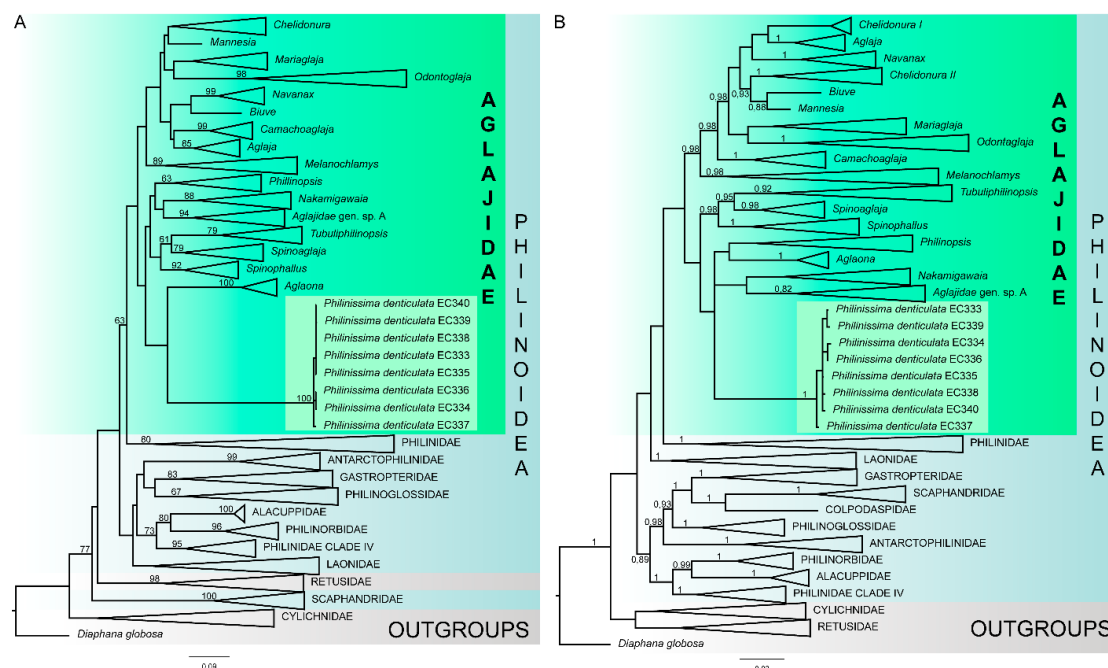 A
Chelidonura
Mannesia
Mariaglaja
98
Odontoglaja
99
Navanax
Biuve
99
Camachoaglaja
85
Aglaja
89
Melanochlamys
63
Phillinopsis
88
Nakamigawaia
94
Aglajidae gen. sp. A
79
Tubuliphilinopsis
61
79
Spinoaglaja
92
Spinophallus
100
Aglaona
Philinissima denticulata EC340
Philinissima denticulata EC339
Philinissima denticulata EC338
Philinissima denticulata EC333
Philinissima denticulata EC335
Philinissima denticulata EC336
100
Philinissima denticulata EC334
Philinissima denticulata EC337
63
80
PHILINIDAE
99
ANTARCTOPHILINIDAE
83
GASTROPTERIDAE
67
PHILINOGLOSSIDAE
100
ALACUPPIDAE
80
96
PHILINORBIDAE
73
95
PHILINIDAE CLADE IV
LAONIDAE
77
98
RETUSIDAE
100
SCAPHANDRIDAE
CYLICHNIDAE
Diaphana globosa
0.09
AGLAJIDAE
PHILINOIDEA
OUTGROUPS
B
Chelidonura I
1
Aglaja
1
Navanax
1
Chelidonura II
0,93
Biuve
0,88
Mannesia
0,98
Mariaglaja
1
Odontaglaja
0,98
1
Camachoaglaja
0,98
0,98
Melanochlamys
0,92
Tubuliphilinopsis
0,95
0,98
Spinoaglaja
0,98
1
Spinophallus
Philinopsis
1
Aglaona
Nakamigawaia
0,82
Aglajidae gen. sp. A
Philinissima denticulata EC333
Philinissima denticulata EC339
Philinissima denticulata EC334
Philinissima denticulata EC336
Philinissima denticulata EC335
Philinissima denticulata EC338
1
Philinissima denticulata EC340
Philinissima denticulata EC337
1
PHILINIDAE
1
LAONIDAE
GASTROPTERIDAE
1
1
1
SCAPHANDRIDAE
COLPODASPIDAE
0,93
1
PHILINOGLOSSIDAE
0,98
1
ANTARCTOPHILINIDAE
0,89
1
PHILINORBIDAE
0,99
1
ALACUPPIDAE
1
1
PHILINIDAE CLADE IV
1
CYLICHNIDAE
RETUSIDAE
Diaphana globosa
AGLAJIDAE
PHILINOIDEA
OUTGROUPS